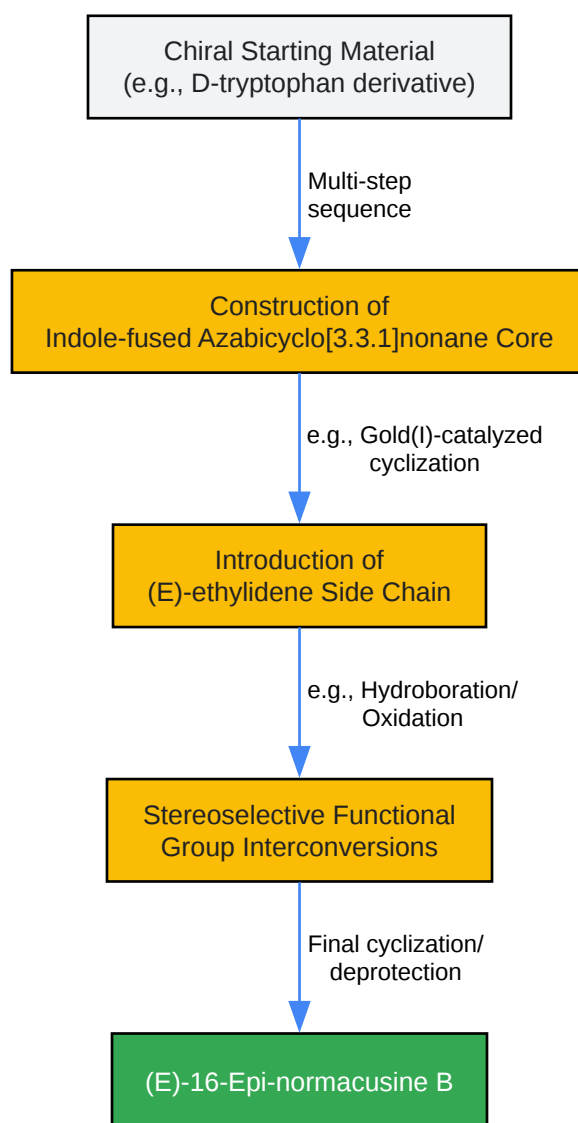 Chiral Starting Material
(e.g., D-tryptophan derivative)
Multi-step
sequence
Construction of
Indole-fused Azabicyclo[3.3.1]nonane Core
e.g., Gold(I)-catalyzed
cyclization
Introduction of
(E)-ethylidene Side Chain
e.g., Hydroboration/
Oxidation
Stereoselective Functional
Group Interconversions
Final cyclization/
deprotection
(E)-16-Epi-normacusine B